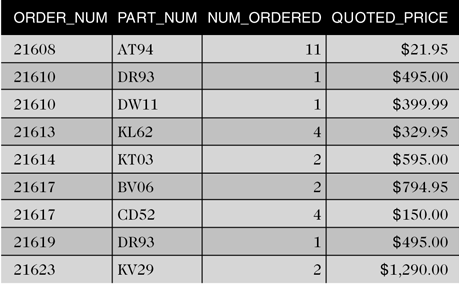 ORDER_NUM PART_NUM NUM_ORDERED QUOTED_PRICE
21608 AT94 11 $21.95
21610 DR93 1 $495.00
21610 DW11 1 $399.99
21613 KL62 4 $329.95
21614 KT03 2 $595.00
21617 BV06 2 $794.95
21617 CD52 4 $150.00
21619 DR93 1 $495.00
21623 KV29 2 $1,290.00